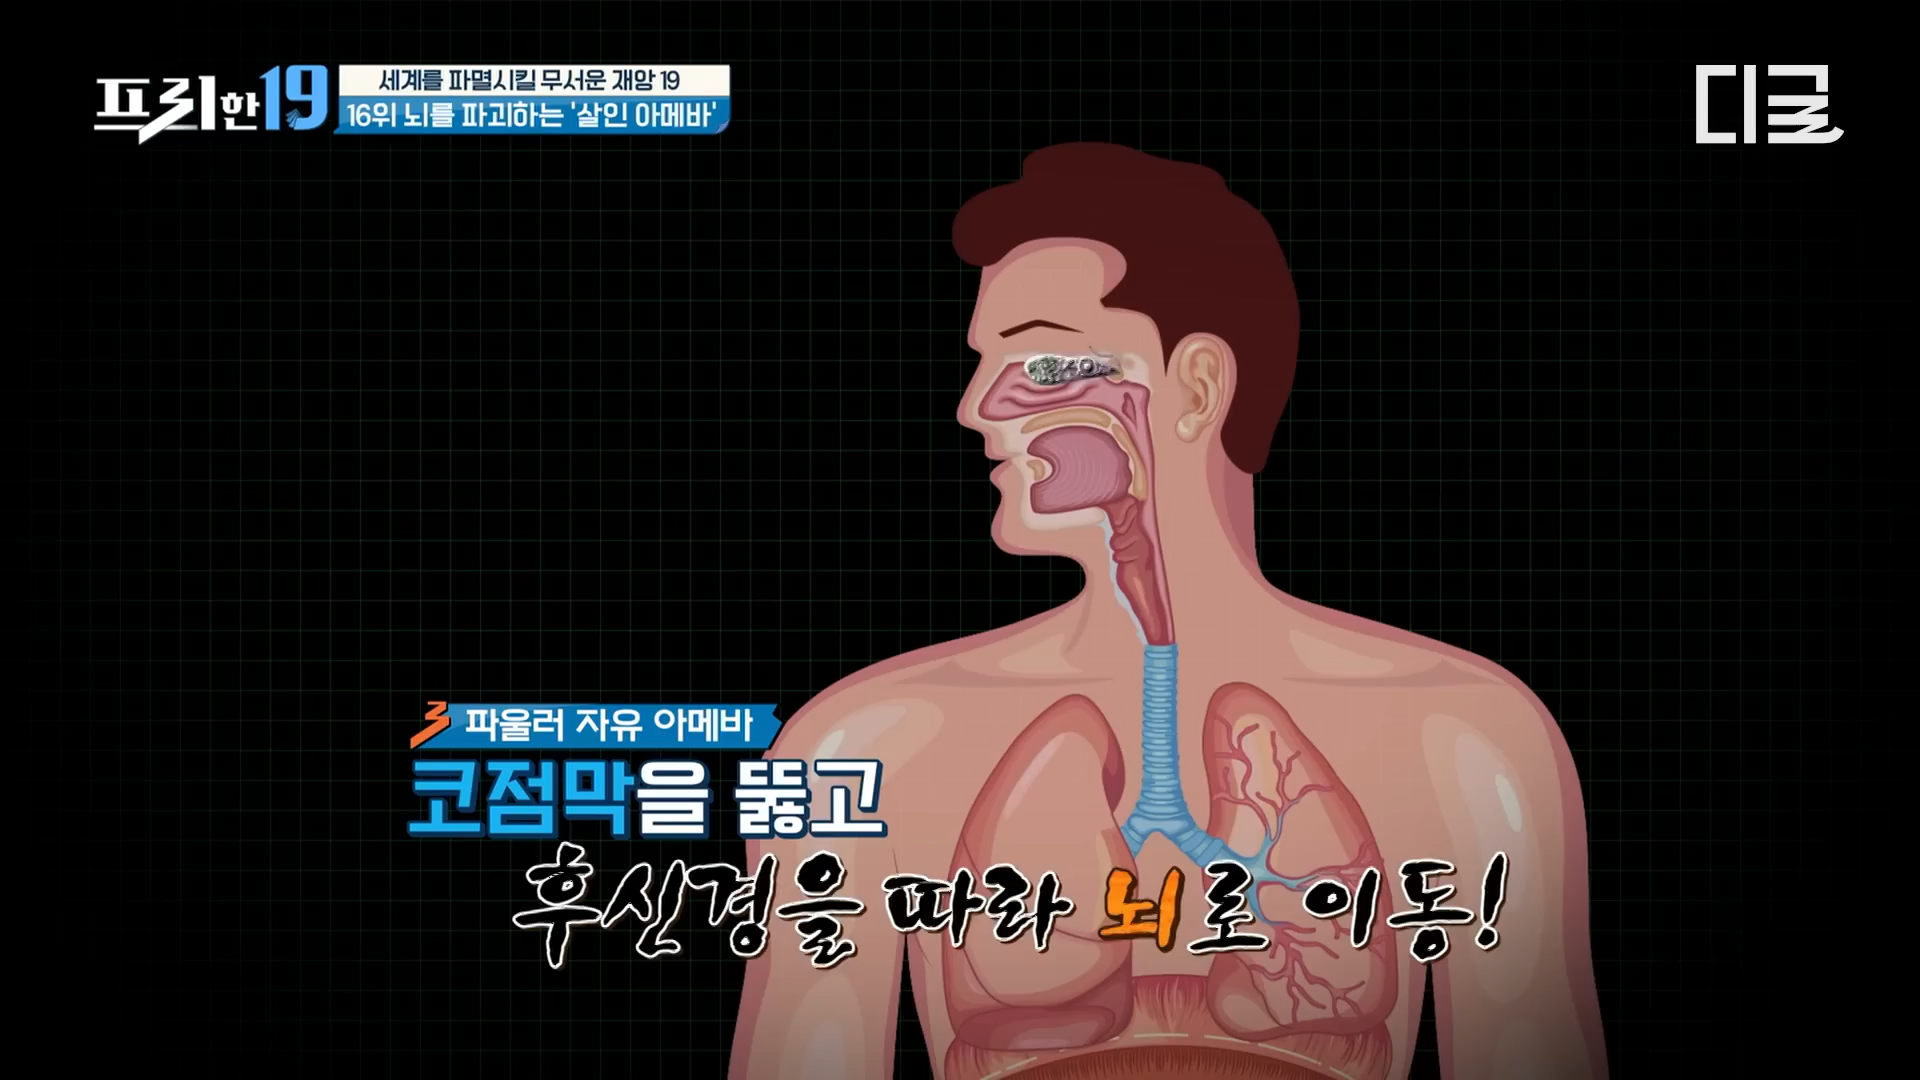 프리한19
세계를 파멸시킬 무서운 재앙 19
16위 뇌를 파괴하는 '살인 아메바'
디글
파울러 자유 아메바
코점막을 뚫고
후신경을 따라 뇌로 이동!